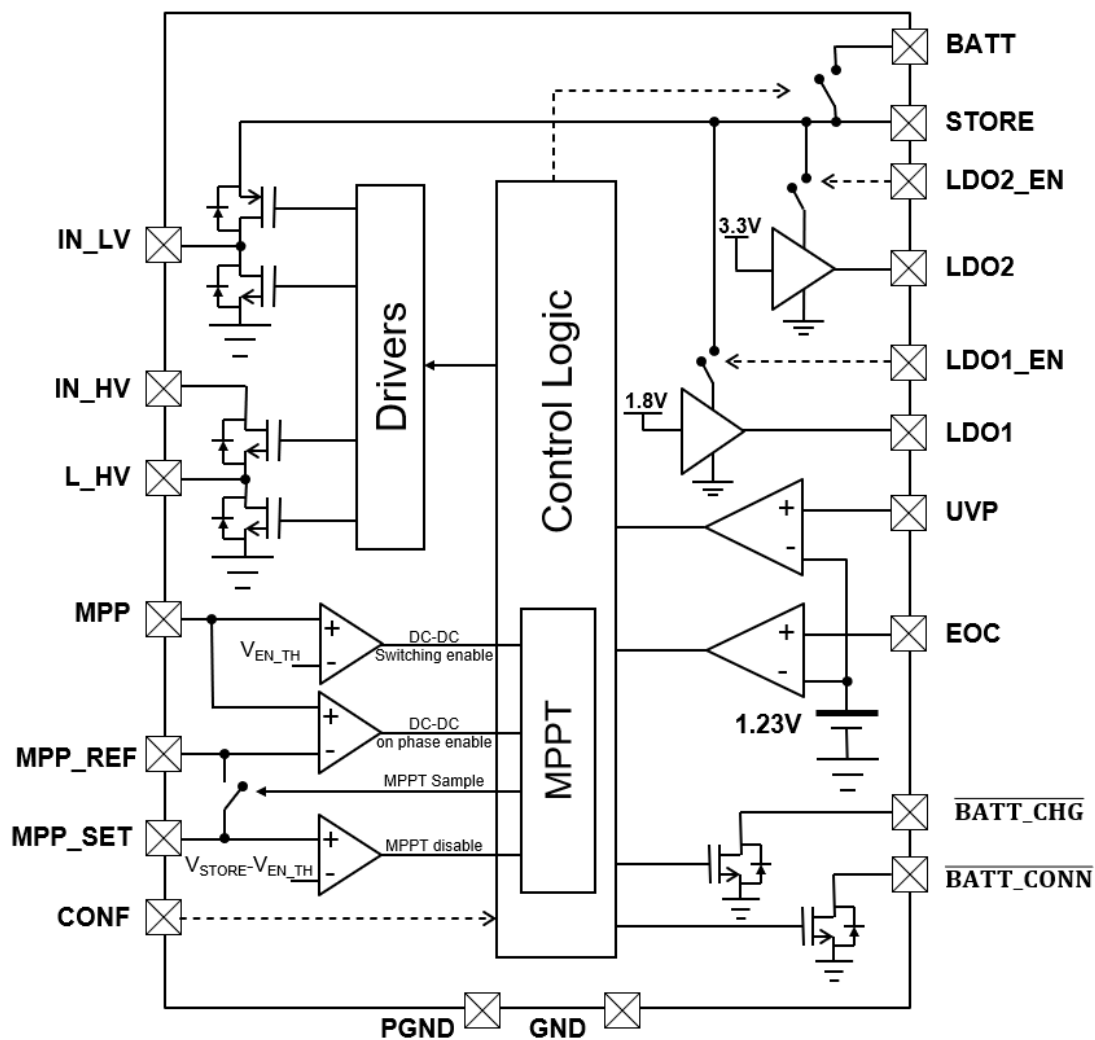 BATT
STORE
LDO2_EN
IN_LV
3.3V
LDO2
Drivers
Control Logic
IN_HV
LDO1_EN
1.8V
LDO1
L_HV
+
-
UVP
MPP
+
-
V_EN_TH
DC-DC
Switching enable
+
-
EOC
MPPT
+
-
DC-DC
on phase enable
1.23V
MPP_REF
MPPT Sample
MPP_SET
+
-
V_STORE-V_EN_TH
MPPT disable
BATT_CHG
BATT_CONN
CONF
PGND
GND